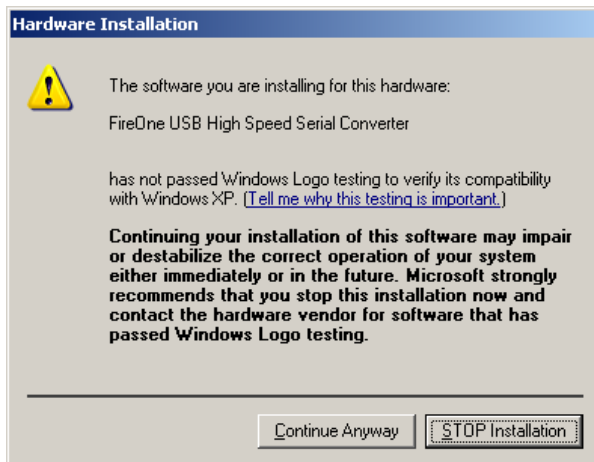 Hardware Installation
The software you are installing for this hardware:
FireOne USB High Speed Serial Converter
has not passed Windows Logo testing to verify its compatibility
with Windows XP. (Tell me why this testing is important.)
Continuing your installation of this software may impair
or destabilize the correct operation of your system
either immediately or in the future. Microsoft strongly
recommends that you stop this installation now and
contact the hardware vendor for software that has
passed Windows Logo testing.
Continue Anyway
STOP Installation